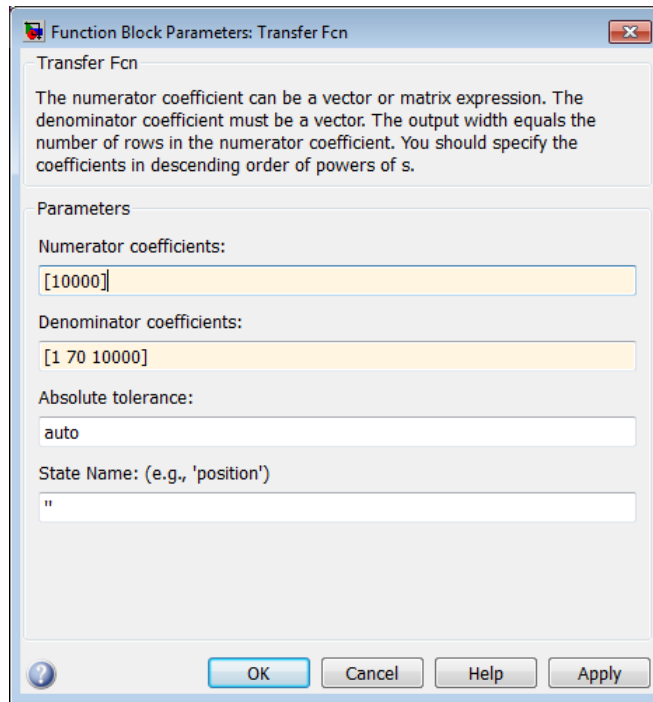 Function Block Parameters: Transfer Fcn
Transfer Fcn
The numerator coefficient can be a vector or matrix expression. The
denominator coefficient must be a vector. The output width equals the
number of rows in the numerator coefficient. You should specify the
coefficients in descending order of powers of s.
Parameters
Numerator coefficients:
[10000]
Denominator coefficients:
[1 70 10000]
Absolute tolerance:
auto
State Name: (e.g., 'position')
''
OK Cancel Help Apply